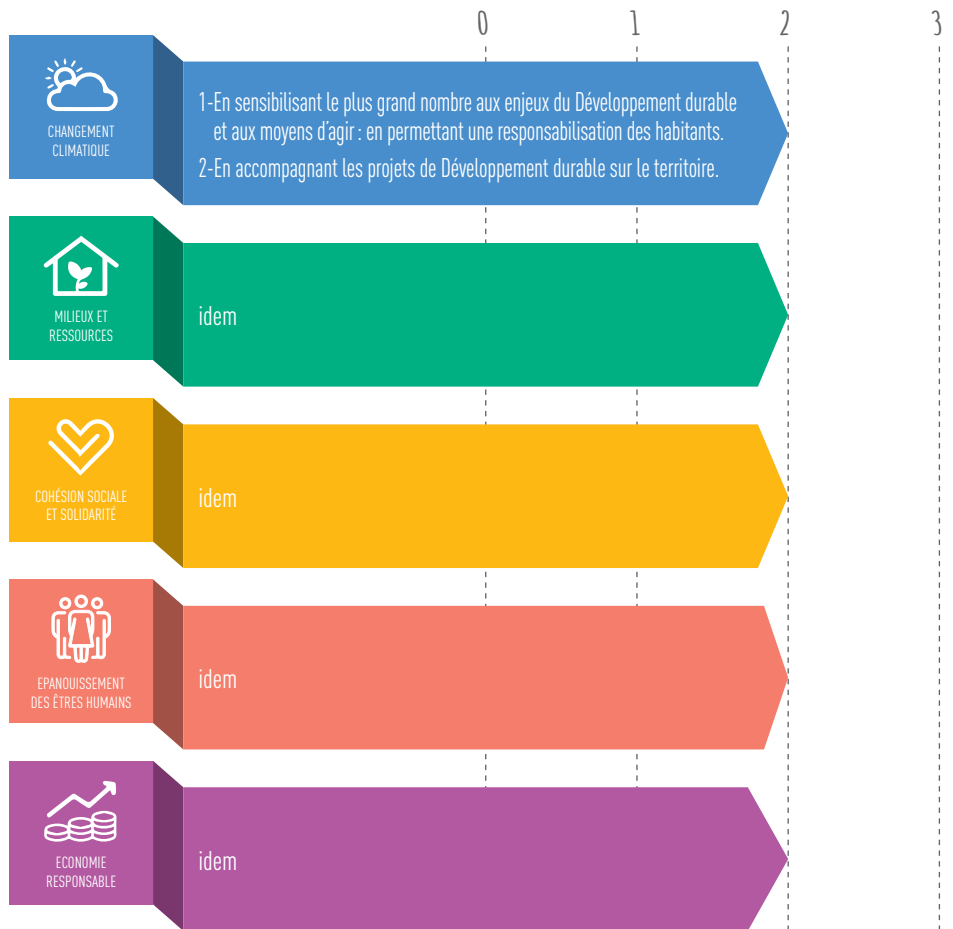 0 1 2 3
CHANGEMENT
CLIMATIQUE
1-En sensibilisant le plus grand nombre aux enjeux du Développement durable
et aux moyens d'agir : en permettant une responsabilisation des habitants.
2-En accompagnant les projets de Développement durable sur le territoire.
MILIEUX ET
RESSOURCES
idem
COHÉSION SOCIALE
ET SOLIDARITÉ
idem
EPANOUISSEMENT
DES ÊTRES HUMAINS
idem
ECONOMIE
RESPONSABLE
idem